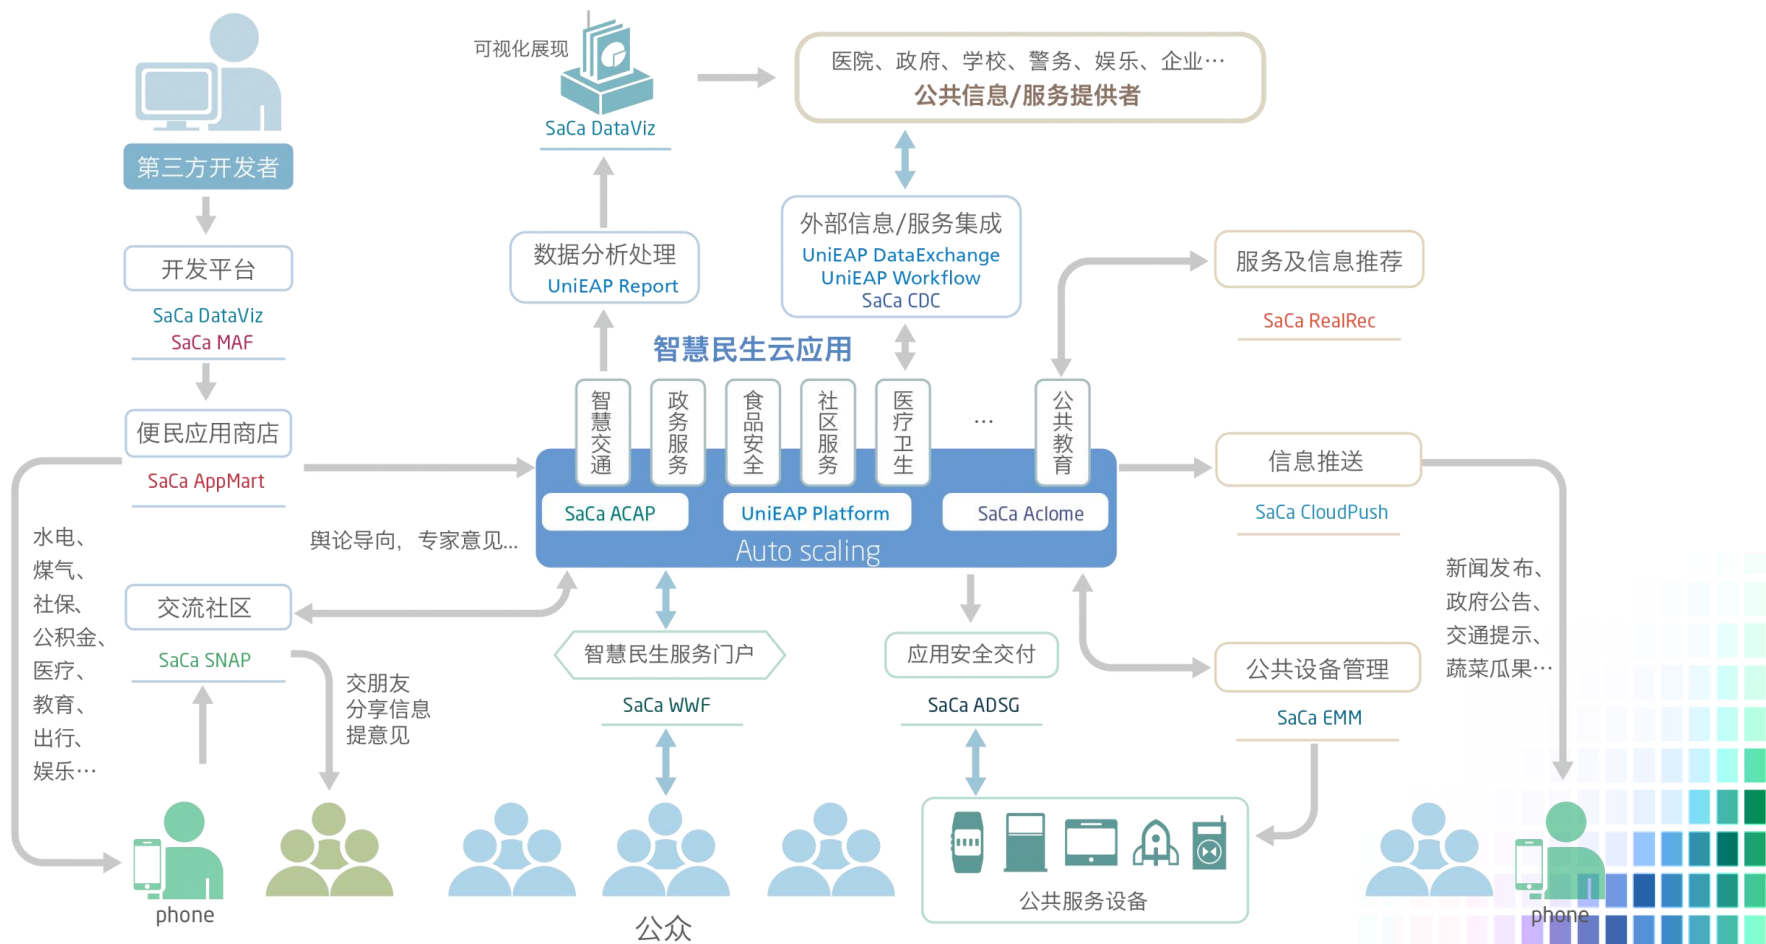 可视化展现
SaCa DataViz
医院、政府、学校、警务、娱乐、企业…
公共信息/服务提供者
第三方开发者
开发平台
SaCa DataViz
SaCa MAF
数据分析处理
UniEAP Report
外部信息/服务集成
UniEAP DataExchange
UniEAP Workflow
SaCa CDC
服务及信息推荐
SaCa RealRec
智慧民生云应用
便民应用商店
SaCa AppMart
智慧交通
政务服务
食品安全
社区服务
医疗卫生
…
公共教育
SaCa ACAP
UniEAP Platform
SaCa Aclome
Auto scaling
信息推送
SaCa CloudPush
水电、
煤气、
社保、
公积金、
医疗、
教育、
出行、
娱乐…
舆论导向，专家意见...
交流社区
SaCa SNAP
交朋友
分享信息
提意见
智慧民生服务门户
SaCa WWF
应用安全交付
SaCa ADSG
公共设备管理
SaCa EMM
新闻发布、
政府公告、
交通提示、
蔬菜瓜果…
phone
公众
公共服务设备
phone